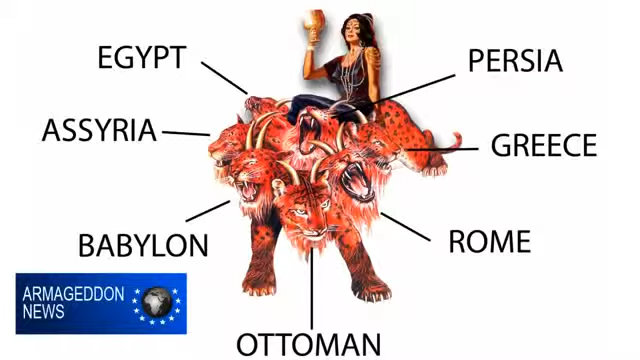 EGYPT
PERSIA
ASSYRIA
GREECE
BABYLON
ROME
ARMAGEDDON
NEWS
OTTOMAN